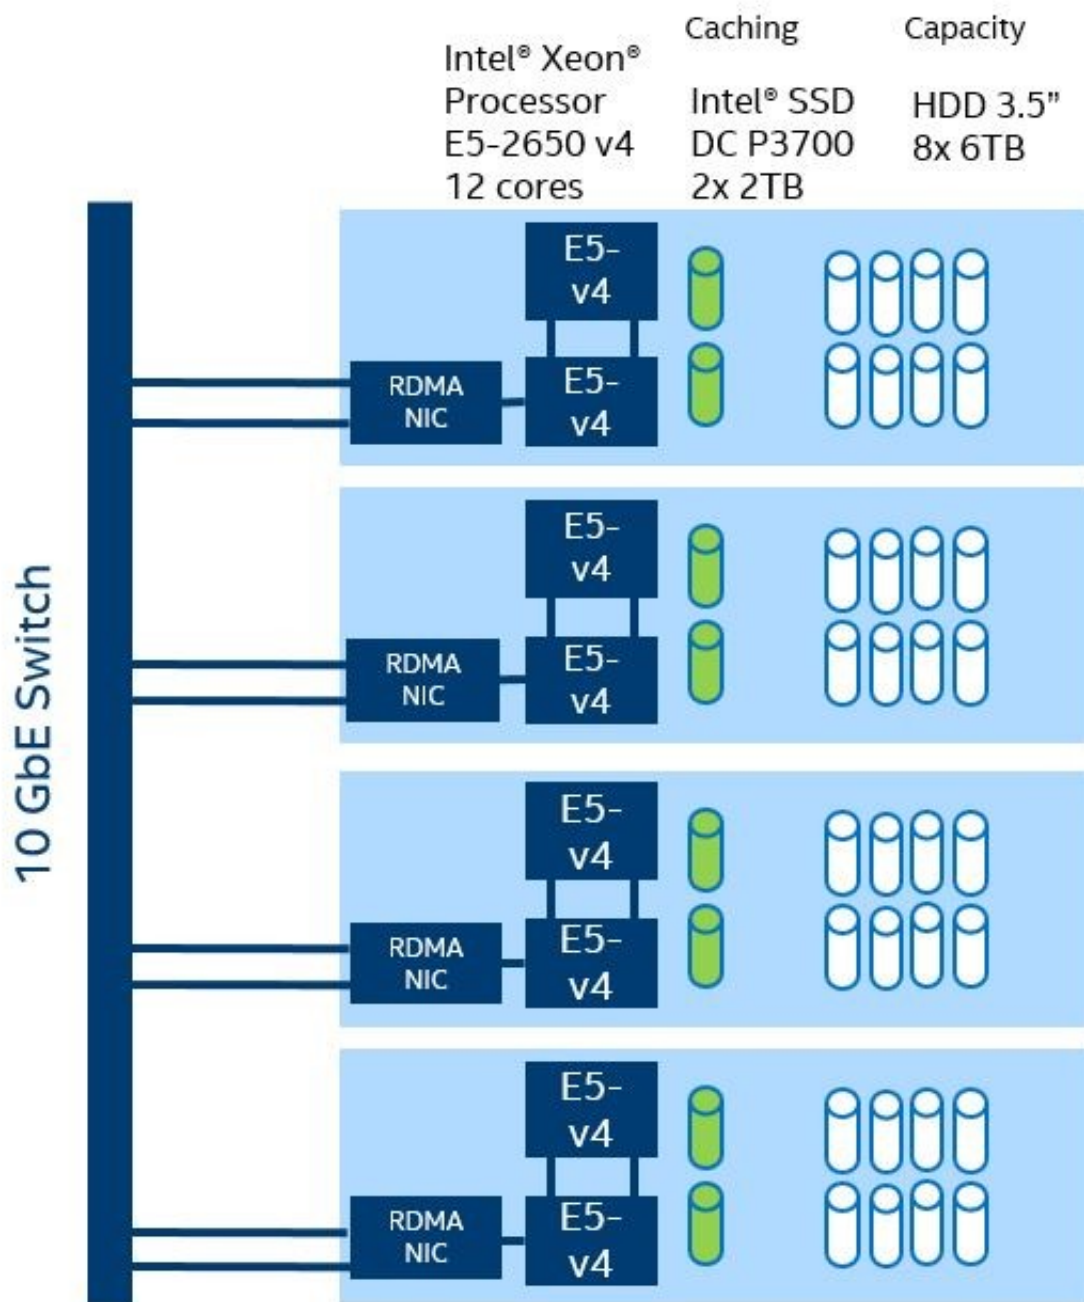 Caching
Capacity
Intel® Xeon®
Processor
E5-2650 v4
12 cores
Intel® SSD
DC P3700
2x 2TB
HDD 3.5”
8x 6TB
10 GbE Switch
E5-
v4
RDMA
NIC
E5-
v4
E5-
v4
RDMA
NIC
E5-
v4
E5-
v4
RDMA
NIC
E5-
v4
E5-
v4
RDMA
NIC
E5-
v4